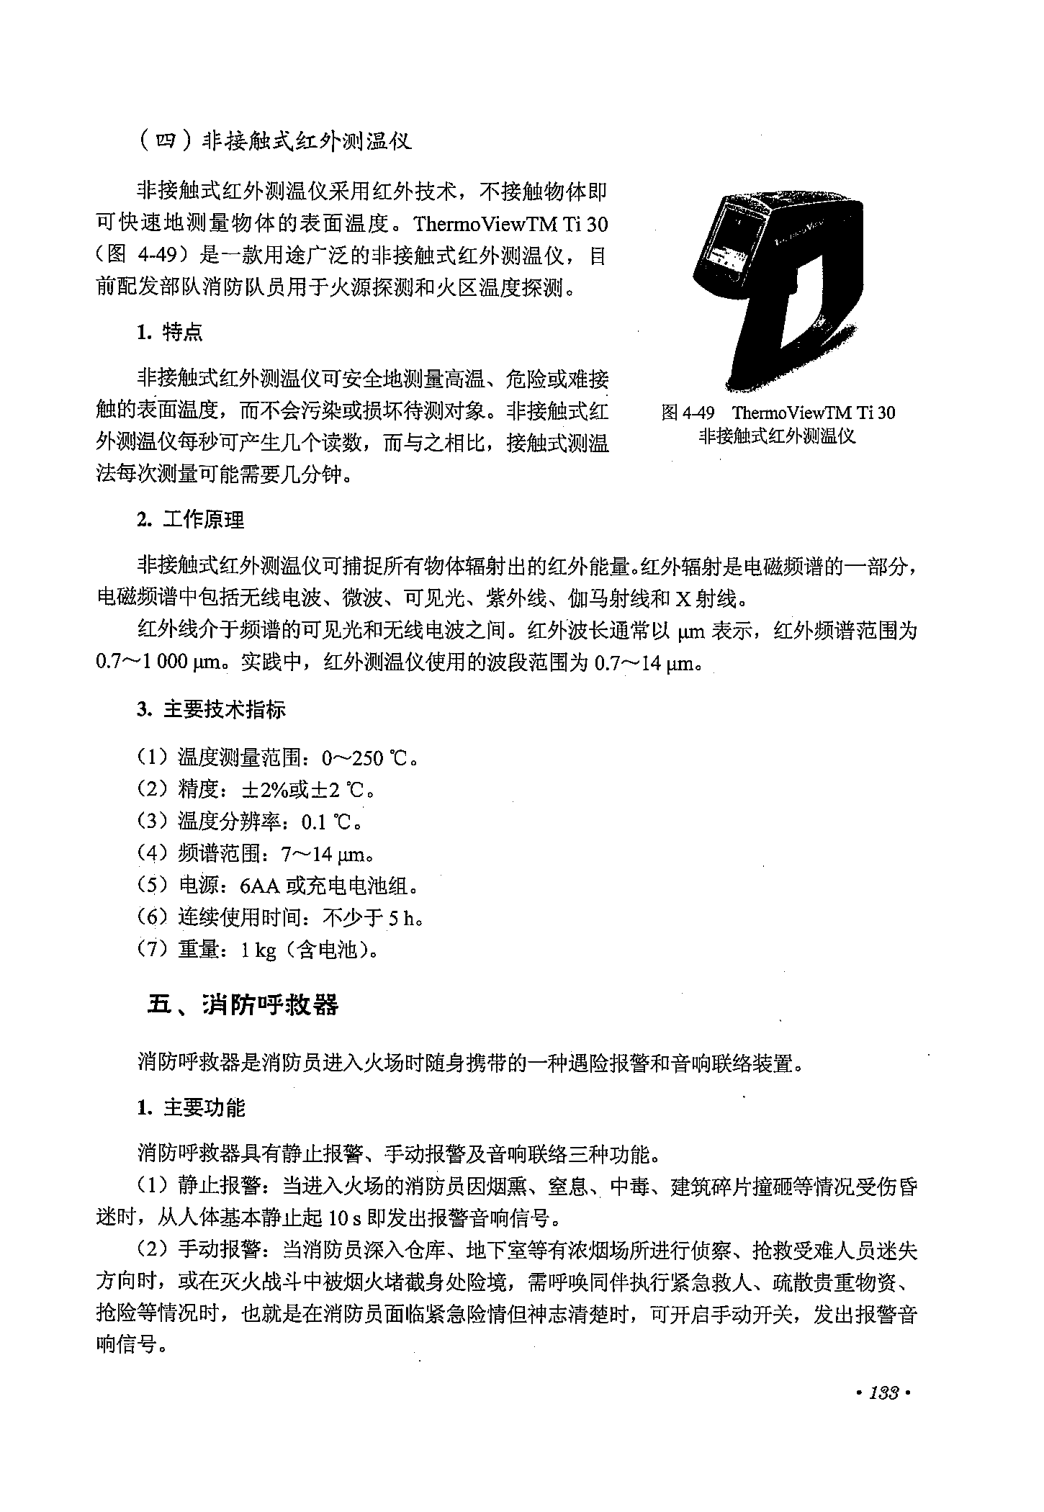 （四）非接触式红外测温仪
非接触式红外测温仪采用红外技术，不接触物体即
可快速地测量物体的表面温度。ThermoViewTM Ti 30
（图 4-49）是一款用途广泛的非接触式红外测温仪，目
前配发部队消防队员用于火源探测和火区温度探测。
1. 特点
非接触式红外测温仪可安全地测量高温、危险或难接
触的表面温度，而不会污染或损坏待测对象。非接触式红
外测温仪每秒可产生几个读数，而与之相比，接触式测温
法每次测量可能需要几分钟。
图 4-49 ThermoViewTM Ti 30
非接触式红外测温仪
2. 工作原理
非接触式红外测温仪可捕捉所有物体辐射出的红外能量。红外辐射是电磁频谱的一部分，
电磁频谱中包括无线电波、微波、可见光、紫外线、伽马射线和 X 射线。
红外线介于频谱的可见光和无线电波之间。红外波长通常以 μm 表示，红外频谱范围为
0.7～1 000 μm。实践中，红外测温仪使用的波段范围为 0.7～14 μm。
3. 主要技术指标
（1）温度测量范围：0～250 ℃。
（2）精度：±2%或±2 ℃。
（3）温度分辨率：0.1 ℃。
（4）频谱范围：7～14 μm。
（5）电源：6AA 或充电电池组。
（6）连续使用时间：不少于 5 h。
（7）重量：1 kg（含电池）。
五、消防呼救器
消防呼救器是消防员进入火场时随身携带的一种遇险报警和音响联络装置。
1. 主要功能
消防呼救器具有静止报警、手动报警及音响联络三种功能。
（1）静止报警：当进入火场的消防员因烟熏、窒息、中毒、建筑碎片撞砸等情况受伤昏
迷时，从人体基本静止起 10 s 即发出报警音响信号。
（2）手动报警：当消防员深入仓库、地下室等有浓烟场所进行侦察、抢救受难人员迷失
方向时，或在灭火战斗中被烟火堵截身处险境，需呼唤同伴执行紧急救人、疏散贵重物资、
抢险等情况时，也就是在消防员面临紧急险情但神志清楚时，可开启手动开关，发出报警音
响信号。
·133·